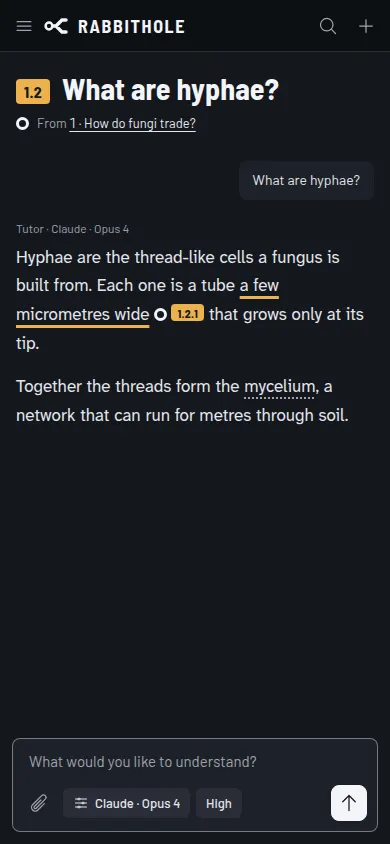 RABBITHOLE
1.2 What are hyphae?
From 1 · How do fungi trade?
What are hyphae?
Tutor · Claude · Opus 4
Hyphae are the thread-like cells a fungus is
built from. Each one is a tube a few
micrometres wide 1.2.1 that grows only at its
tip.
Together the threads form the mycelium, a
network that can run for metres through soil.
What would you like to understand?
Claude · Opus 4 High